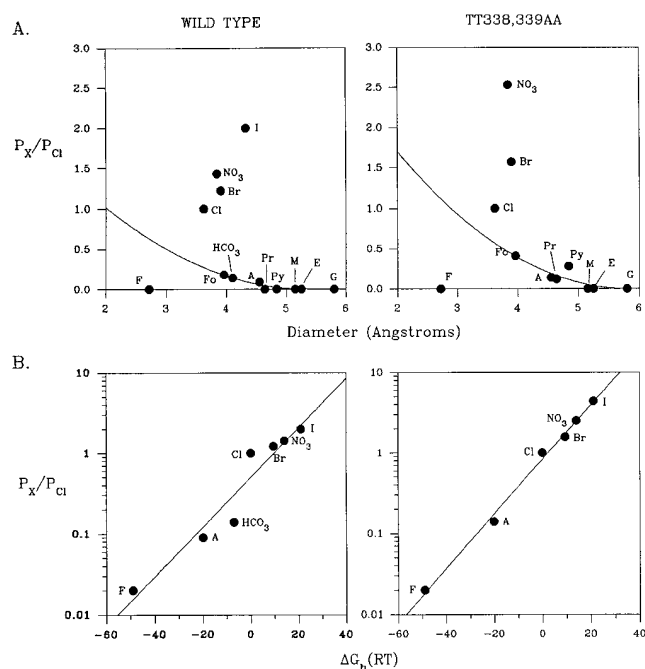 A.
WILD TYPE
TT338,339AA
P_X/P_Cl
3.0
2.5
2.0
1.5
1.0
0.5
0.0
I
NO3
Br
Cl
HCO3
F
Fo
A
Pr
Py
M
E
G
2 3 4 5 6
3.0
2.5
2.0
1.5
1.0
0.5
0.0
NO3
Br
Cl
Fo
Pr
Py
A
M
E
G
F
2 3 4 5 6
Diameter (Angstroms)
B.
P_X/P_Cl
10
1
0.1
0.01
I
NO3
Cl
Br
HCO3
A
F
−60 −40 −20 0 20 40
10
1
0.1
0.01
I
NO3
Br
Cl
A
F
−60 −40 −20 0 20 40
ΔG_h(RT)